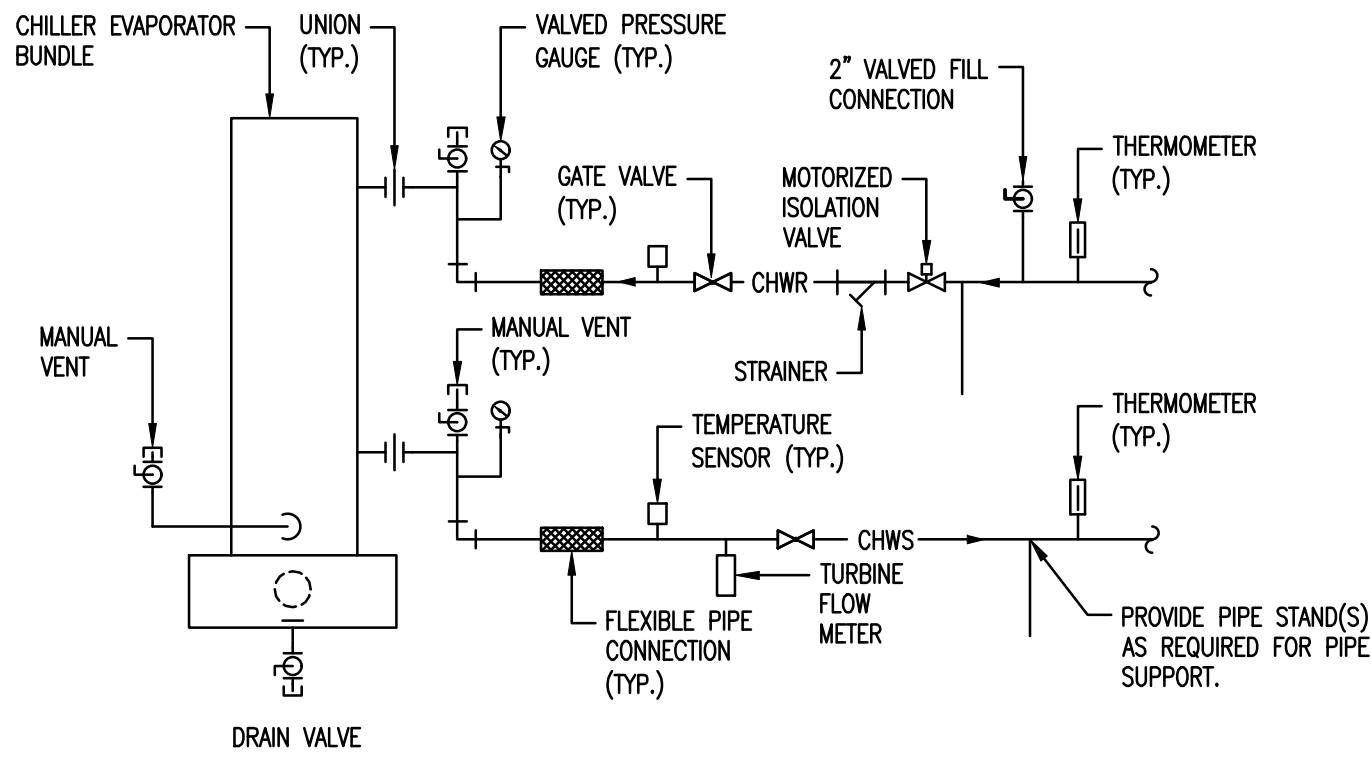 CHILLER EVAPORATOR
BUNDLE
UNION
(TYP.)
VALVED PRESSURE
GAUGE (TYP.)
2” VALVED FILL
CONNECTION
THERMOMETER
(TYP.)
GATE VALVE
(TYP.)
MOTORIZED
ISOLATION
VALVE
CHWR
STRAINER
MANUAL
VENT
MANUAL VENT
(TYP.)
TEMPERATURE
SENSOR (TYP.)
THERMOMETER
(TYP.)
CHWS
TURBINE
FLOW
METER
FLEXIBLE PIPE
CONNECTION
(TYP.)
PROVIDE PIPE STAND(S)
AS REQUIRED FOR PIPE
SUPPORT.
DRAIN VALVE